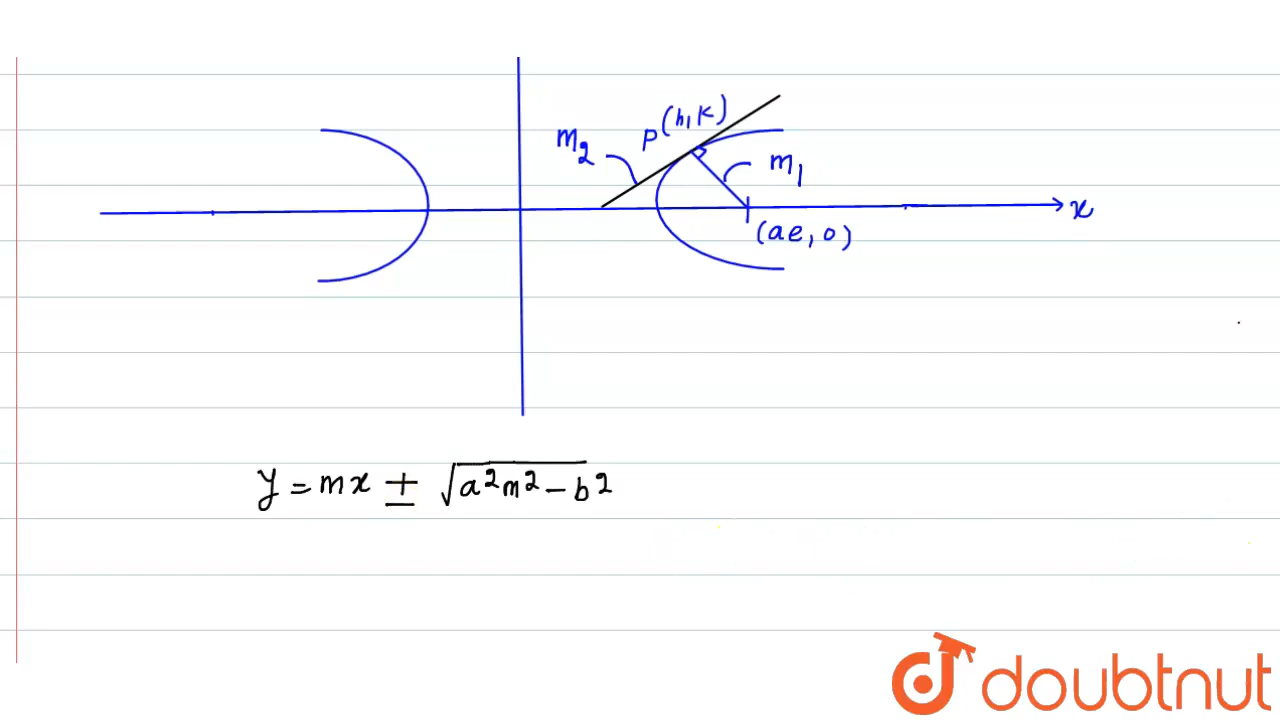 P(h,k)
m2
m1
x
(ae,0)
y = mx ± √a²m²-b²
doubtnut